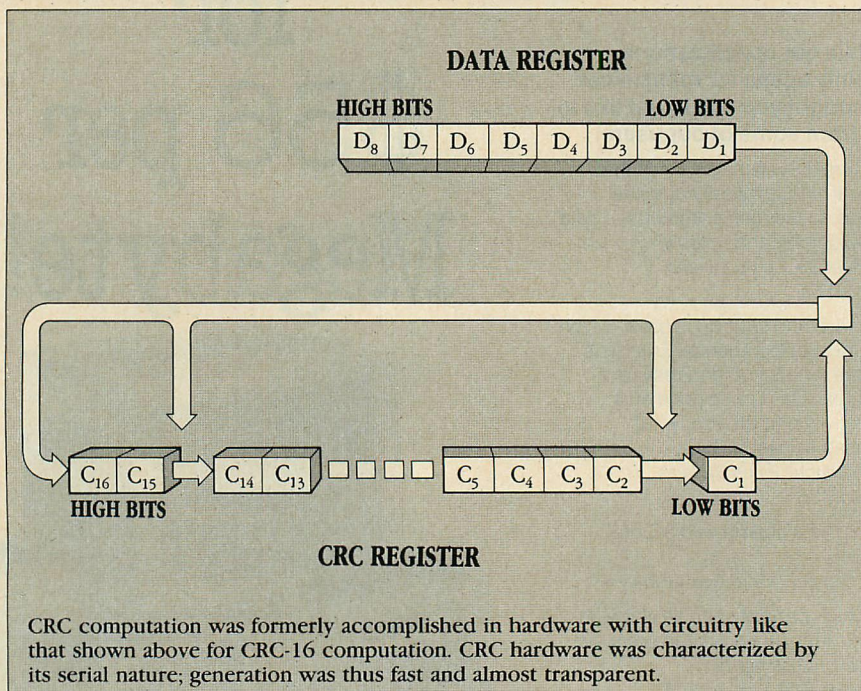 DATA REGISTER
HIGH BITS LOW BITS
D₈ D₇ D₆ D₅ D₄ D₃ D₂ D₁
C₁₆ C₁₅ C₁₄ C₁₃ C₅ C₄ C₃ C₂ C₁
HIGH BITS LOW BITS
CRC REGISTER
CRC computation was formerly accomplished in hardware with circuitry like
that shown above for CRC-16 computation. CRC hardware was characterized by
its serial nature; generation was thus fast and almost transparent.